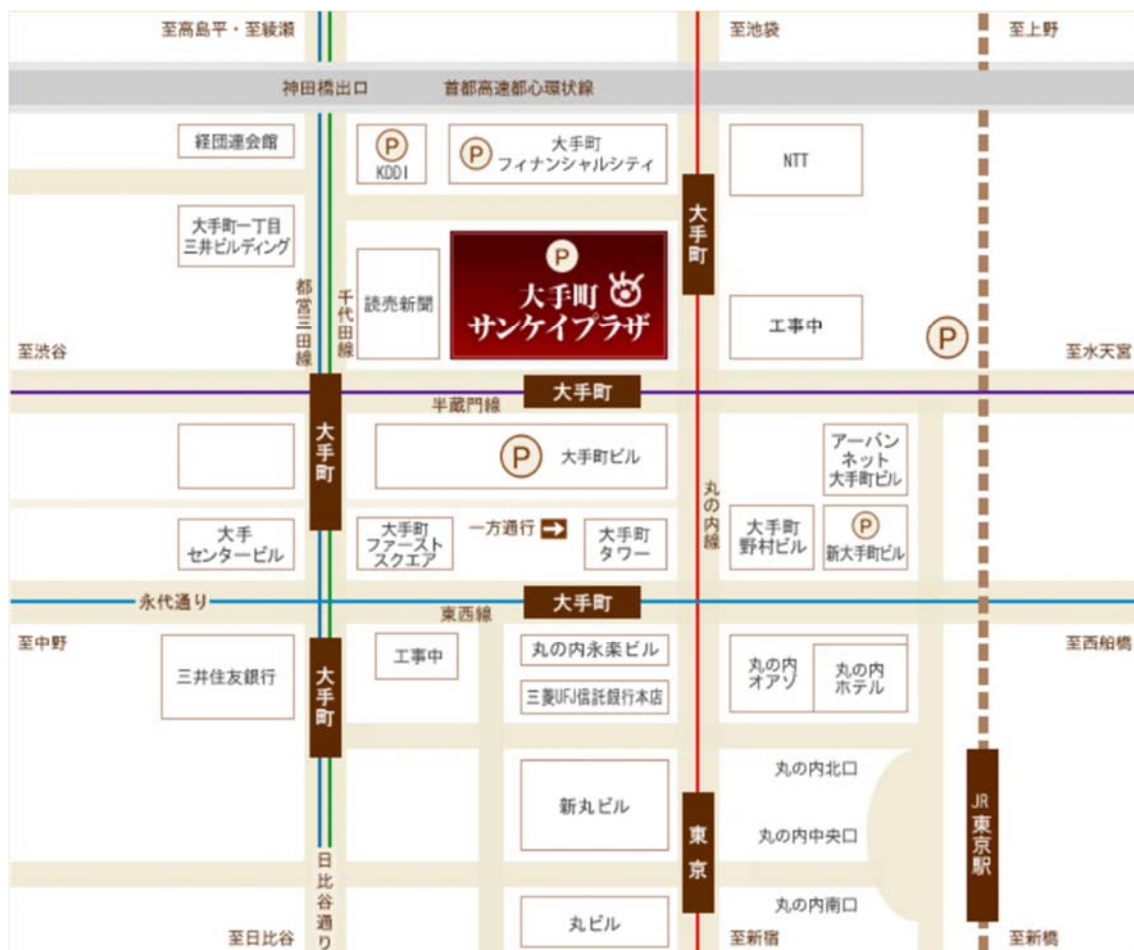 至高島平・至綾瀬
至池袋
至上野
神田橋出口
首都高速都心環状線
経団連会館
P
KDDI
P
大手町
フィナンシャルシティ
NTT
大手町
大手町一丁目
三井ビルディング
都営三田線
千代田線
読売新聞
P
大手町
サンケイプラザ
工事中
P
至渋谷
至水天宮
大手町
半蔵門線
大手町
P
大手町ビル
アーバン
ネット
大手町ビル
丸の内線
大手
センタービル
大手町
ファースト
スクエア
一方通行
大手町
タワー
大手町
野村ビル
P
新大手町ビル
永代通り
大手町
東西線
至中野
至西船橋
三井住友銀行
大手町
工事中
丸の内永楽ビル
三菱UFJ信託銀行本店
丸の内
オアゾ
丸の内
ホテル
新丸ビル
東京
丸の内北口
丸の内中央口
丸の内南口
JR東京駅
日比谷通り
丸ビル
至日比谷
至新宿
至新橋